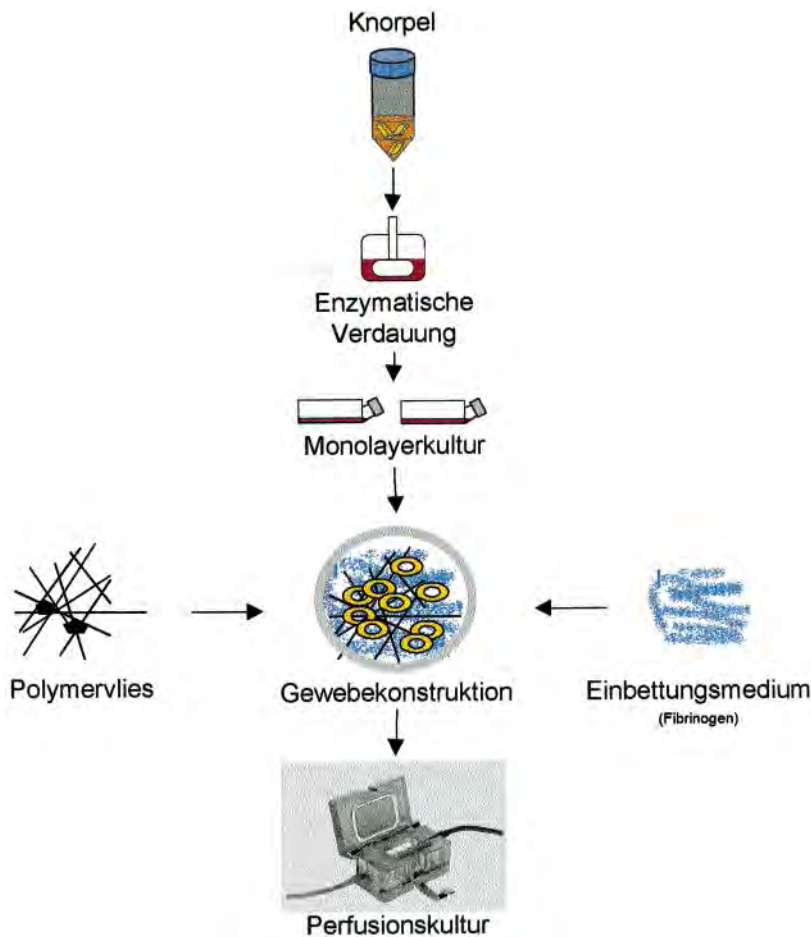 Knorpel
Enzymatische
Verdauung
Monolayerkultur
Polymervlies
Gewebekonstruktion
Einbettungsmedium
(Fibrinogen)
Perfusionskultur